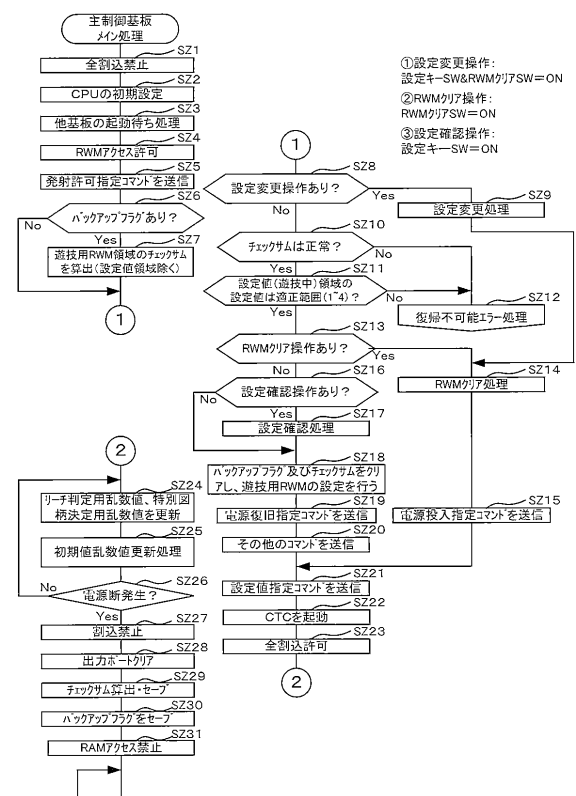 主制御基板
メイン処理
SZ1
全割込禁止
SZ2
CPUの初期設定
SZ3
他基板の起動待ち処理
SZ4
RWMアクセス許可
SZ5
発射許可指定コマンドを送信
SZ6
バックアップフラグあり？
No
Yes
SZ7
遊技用RWM領域のチェックサム
を算出(設定値領域除く)
1
①設定変更操作:
設定キーSW&RWMクリアSW＝ON
②RWMクリア操作:
RWMクリアSW＝ON
③設定確認操作:
設定キーSW＝ON
1
SZ8
設定変更操作あり？
Yes
No
SZ9
設定変更処理
SZ10
チェックサムは正常？
No
Yes
SZ11
設定値(遊技中)領域の
設定値は適正範囲(1~4)？
No
Yes
SZ12
復帰不可能エラー処理
SZ13
RWMクリア操作あり？
Yes
No
SZ14
RWMクリア処理
SZ16
設定確認操作あり？
No
Yes
SZ17
設定確認処理
SZ18
バックアップフラグ及びチェックサムをクリ
アし、遊技用RWMの設定を行う
SZ19
電源復旧指定コマンドを送信
SZ15
電源投入指定コマンドを送信
SZ20
その他のコマンドを送信
SZ21
設定値指定コマンドを送信
SZ22
CTCを起動
SZ23
全割込許可
2
2
SZ24
リーチ判定用乱数値、特別図
柄決定用乱数値を更新
SZ25
初期値乱数値更新処理
SZ26
No
電源断発生？
Yes
SZ27
割込禁止
SZ28
出力ポートクリア
SZ29
チェックサム算出・セーブ
SZ30
バックアップフラグをセーブ
SZ31
RAMアクセス禁止